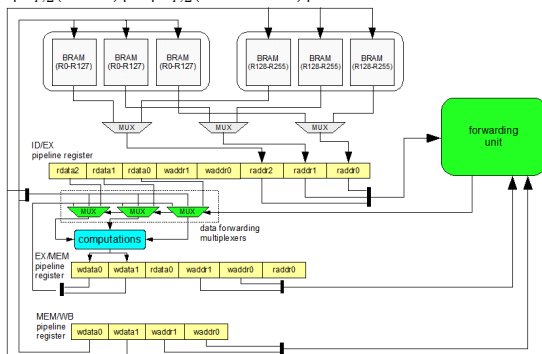 BRAM
(R0-R127)
BRAM
(R0-R127)
BRAM
(R0-R127)
BRAM
(R128-R255)
BRAM
(R128-R255)
BRAM
(R128-R255)
MUX
MUX
MUX
forwarding
unit
ID/EX
pipeline register
rdata2 rdata1 rdata0 waddr1 waddr0 raddr2 raddr1 raddr0
MUX
MUX
MUX
data forwarding
multiplexers
computations
EX/MEM
pipeline
register
wdata0 wdata1 rdata0 waddr1 waddr0 raddr0
MEM/WB
pipeline
register
wdata0 wdata1 waddr1 waddr0